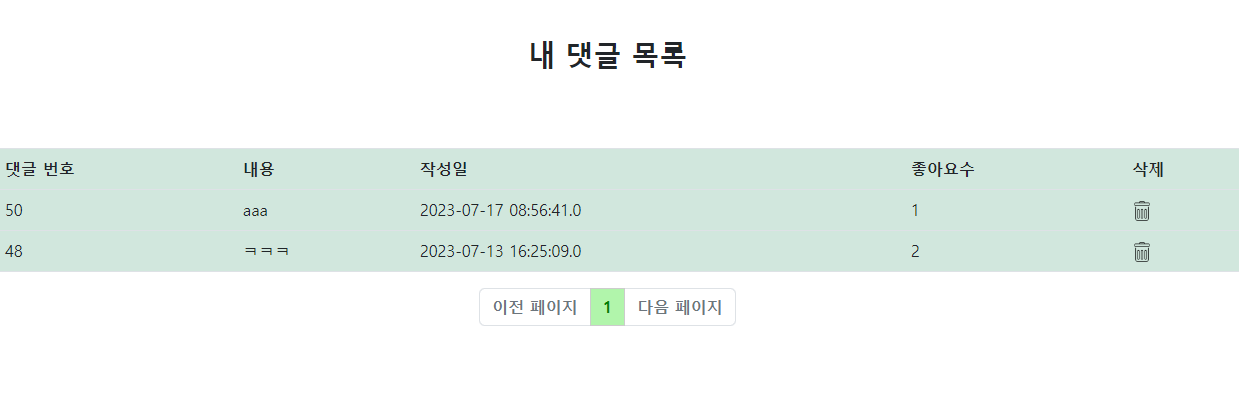 내 댓글 목록
댓글 번호 내용 작성일 좋아요수 삭제
50 aaa 2023-07-17 08:56:41.0 1
48 ㅋㅋㅋ 2023-07-13 16:25:09.0 2
이전 페이지 1 다음 페이지